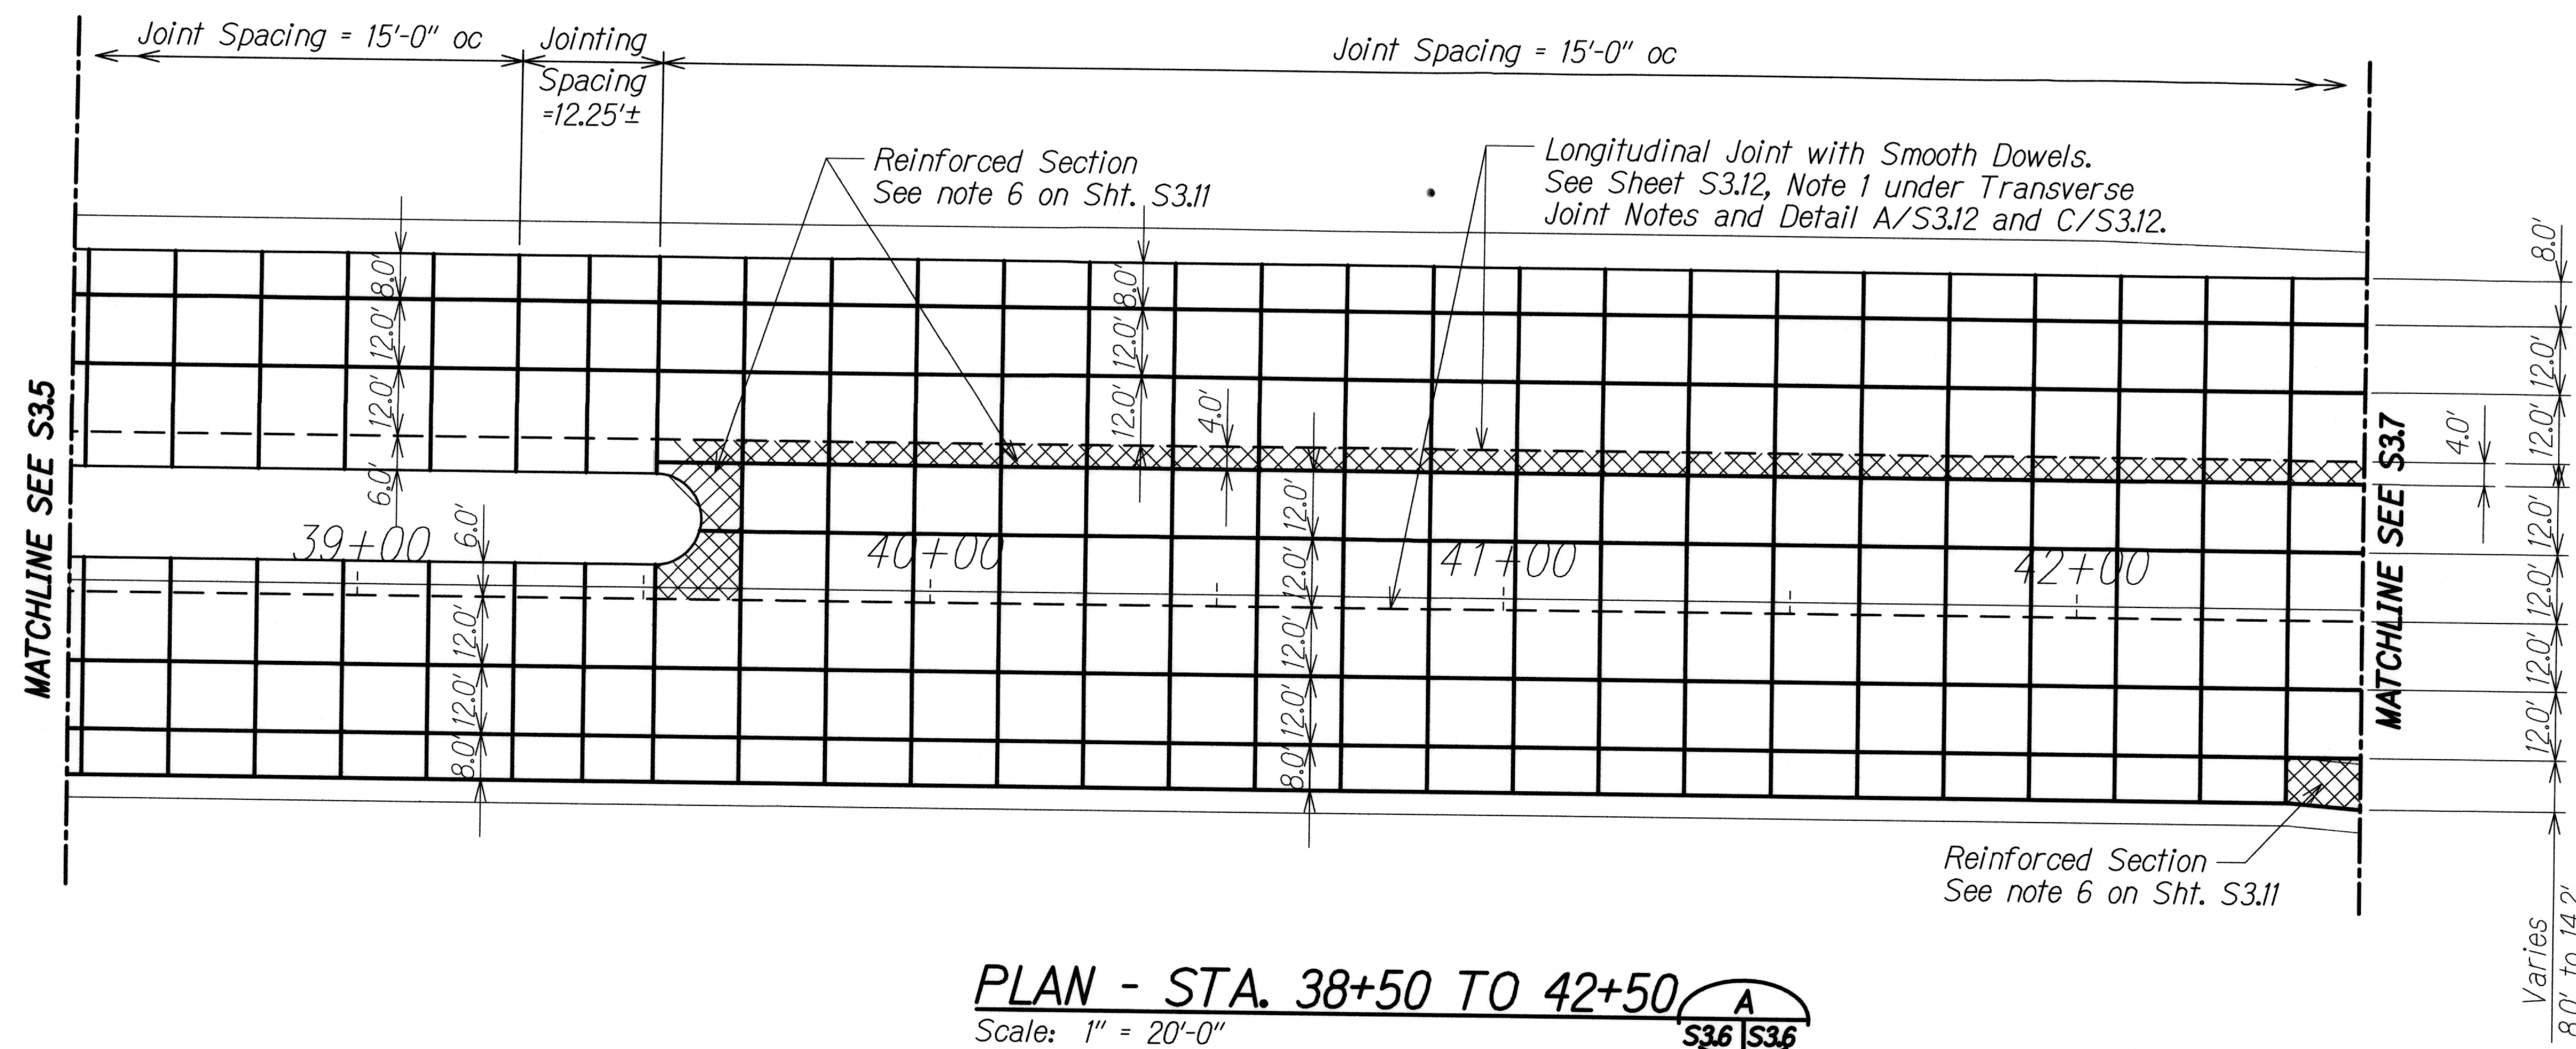 Joint Spacing = 15'-0" oc
Jointing
Spacing
=12.25'±
Joint Spacing = 15'-0" oc
Reinforced Section
See note 6 on Sht. S3.11
Longitudinal Joint with Smooth Dowels.
See Sheet S3.12, Note 1 under Transverse
Joint Notes and Detail A/S3.12 and C/S3.12.
MATCHLINE SEE S3.5
8.0'
12.0'
12.0'
6.0'
6.0'
12.0'
12.0'
8.0'
8.0'
12.0'
12.0'
4.0'
12.0'
12.0'
12.0'
12.0'
8.0'
39+00
40+00
41+00
42+00
MATCHLINE SEE S3.7
8.0'
12.0'
12.0'
4.0'
12.0'
12.0'
12.0'
12.0'
Varies
8.0' to 14.2'
Reinforced Section
See note 6 on Sht. S3.11
PLAN - STA. 38+50 TO 42+50
Scale: 1" = 20'-0"
A
S3.6 S3.6